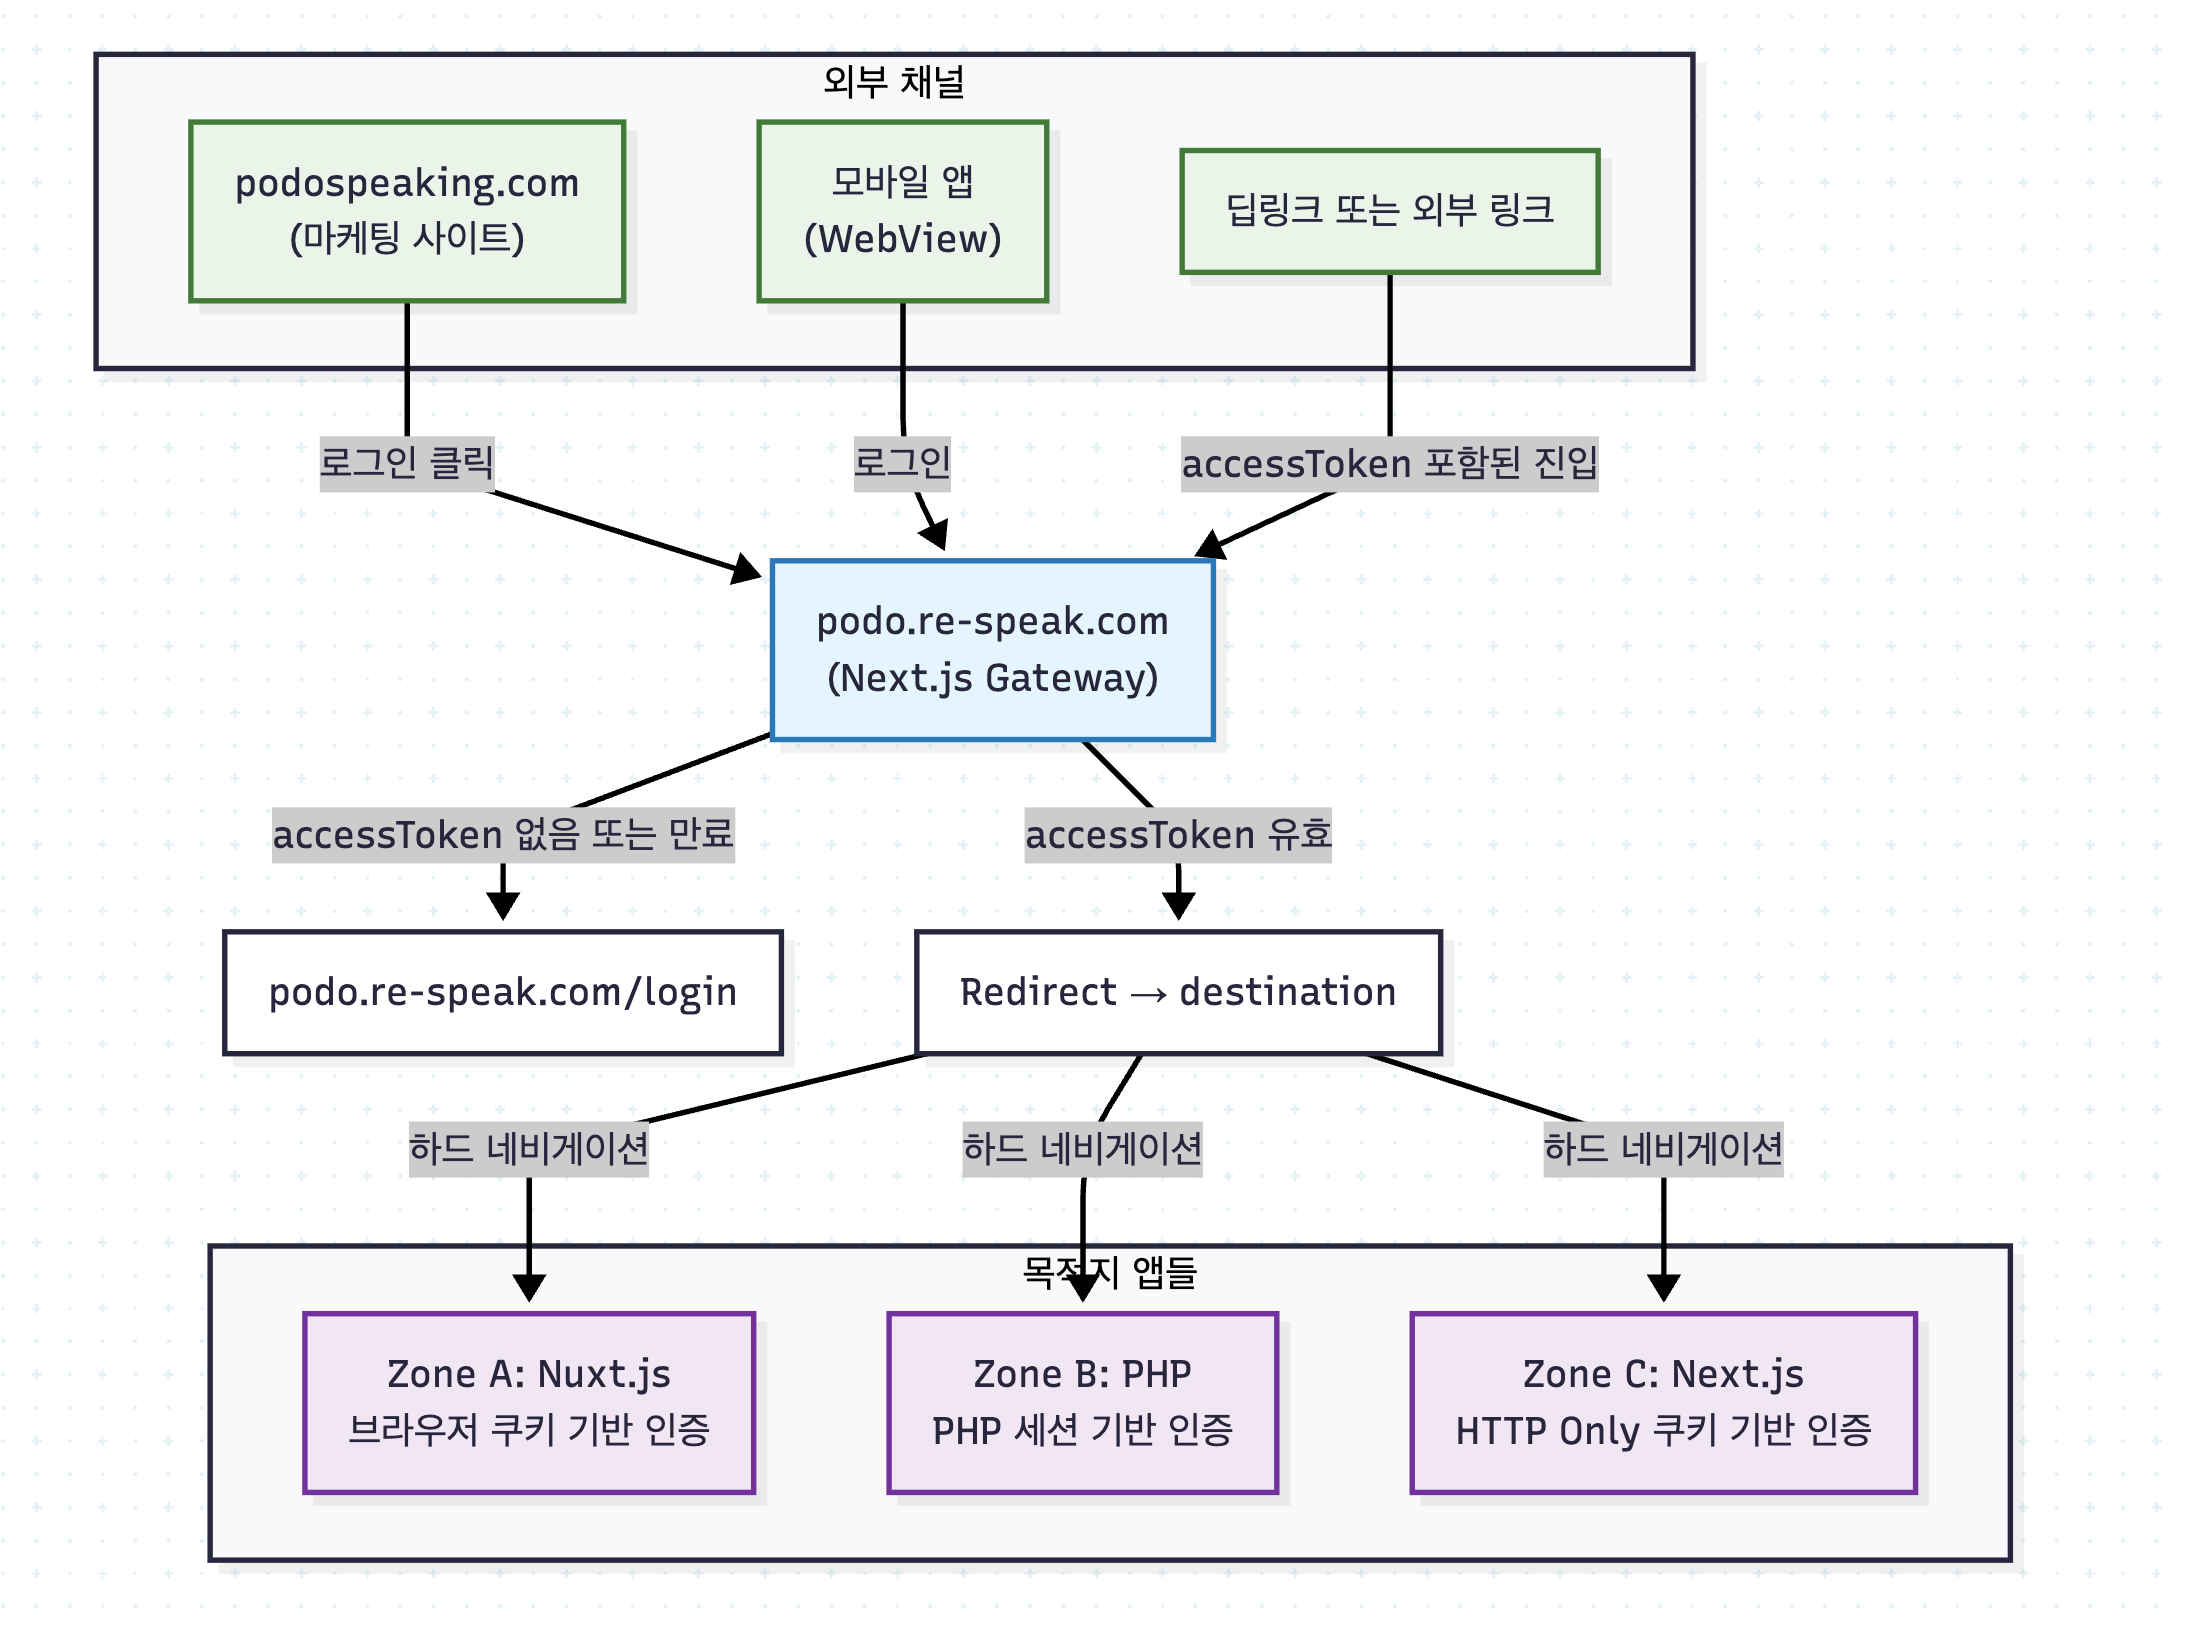 외부 채널
podospeaking.com
(마케팅 사이트)
모바일 앱
(WebView)
딥링크 또는 외부 링크
로그인 클릭
로그인
accessToken 포함된 진입
podo.re-speak.com
(Next.js Gateway)
accessToken 없음 또는 만료
accessToken 유효
podo.re-speak.com/login
Redirect → destination
하드 네비게이션
하드 네비게이션
하드 네비게이션
목적지 앱들
Zone A: Nuxt.js
브라우저 쿠키 기반 인증
Zone B: PHP
PHP 세션 기반 인증
Zone C: Next.js
HTTP Only 쿠키 기반 인증